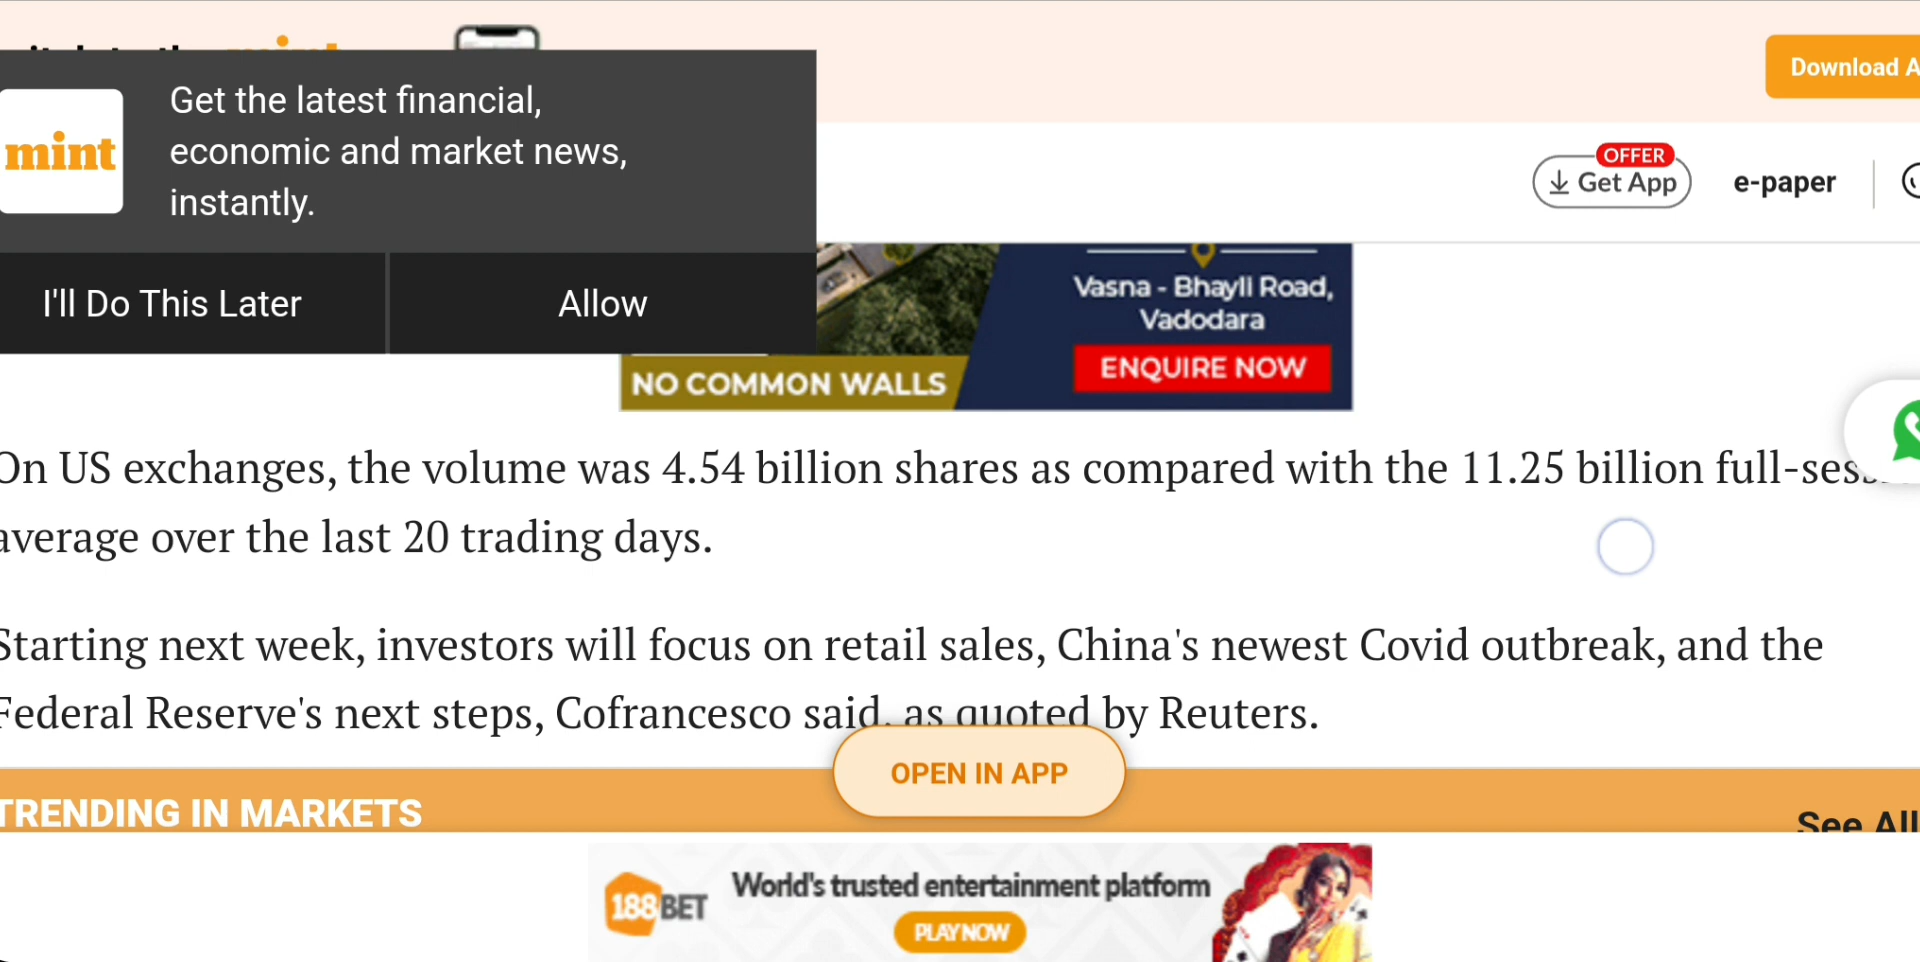 mint
Get the latest financial,
economic and market news,
instantly.
I'll Do This Later
Allow
Download
OFFER
Get App
e-paper
Vasna - Bhayli Road,
Vadodara
ENQUIRE NOW
NO COMMON WALLS
On US exchanges, the volume was 4.54 billion shares as compared with the 11.25 billion
average over the last 20 trading days.
Starting next week, investors will focus on retail sales, China's newest Covid outbreak, and the
Federal Reserve's next steps, Cofrancesco said, as quoted by Reuters.
OPEN IN APP
TRENDING IN MARKETS
See All
188BET
World's trusted entertainment platform
PLAY NOW